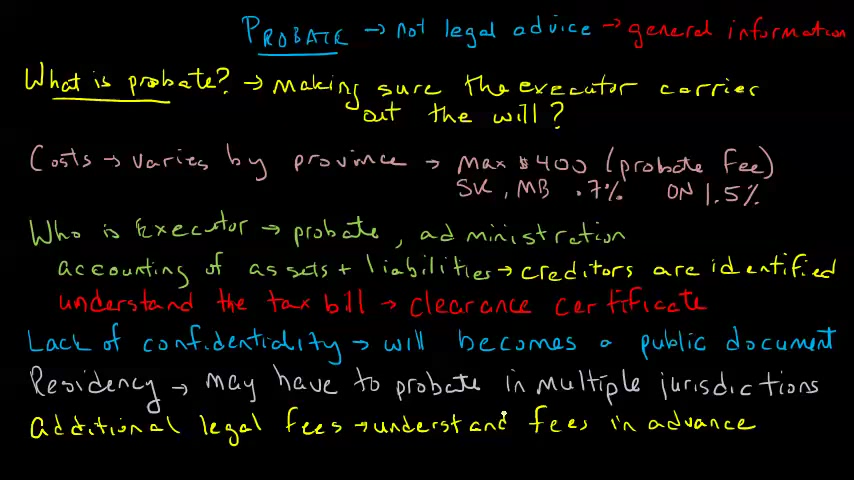 PROBATE → not legal advice → general information
What is probate? → making sure the executor carrier
out the will?
Costs → varies by province → max $400 (probate fee)
SK, MB .7% ON 1.5%
Who is Executor → probate, administration
accounting of assets + liabilities → creditors are identified
understand the tax bill → clearance certificate
Lack of confidentiality → will becomes a public document
Residency → may have to probate in multiple jurisdictions
additional legal fees → understand fees in advance